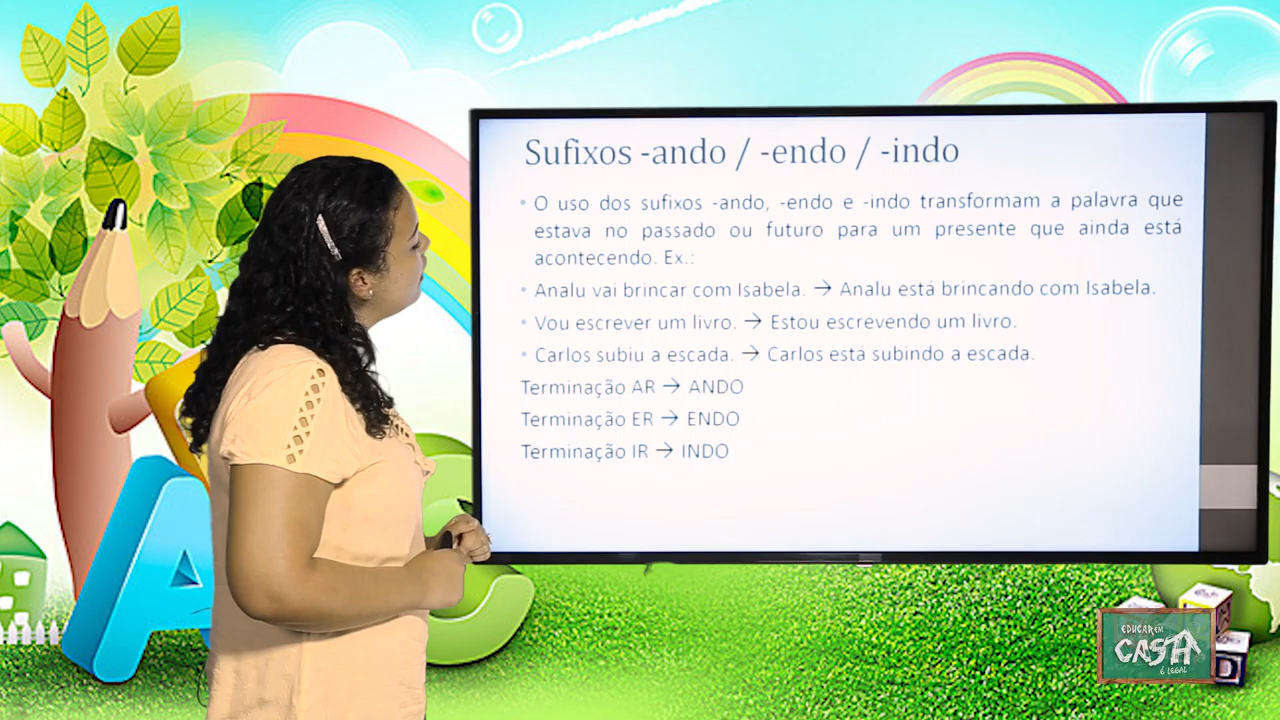 Sufixos -ando / -endo / -indo
• O uso dos sufixos -ando, -endo e -indo transformam a palavra que
estava no passado ou futuro para um presente que ainda está
acontecendo. Ex.:
• Analu vai brincar com Isabela. → Analu está brincando com Isabela.
• Vou escrever um livro. → Estou escrevendo um livro.
• Carlos subiu a escada. → Carlos está subindo a escada.
Terminação AR → ANDO
Terminação ER → ENDO
Terminação IR → INDO
A
C
EDUCAR EM
CASA
É LEGAL
D